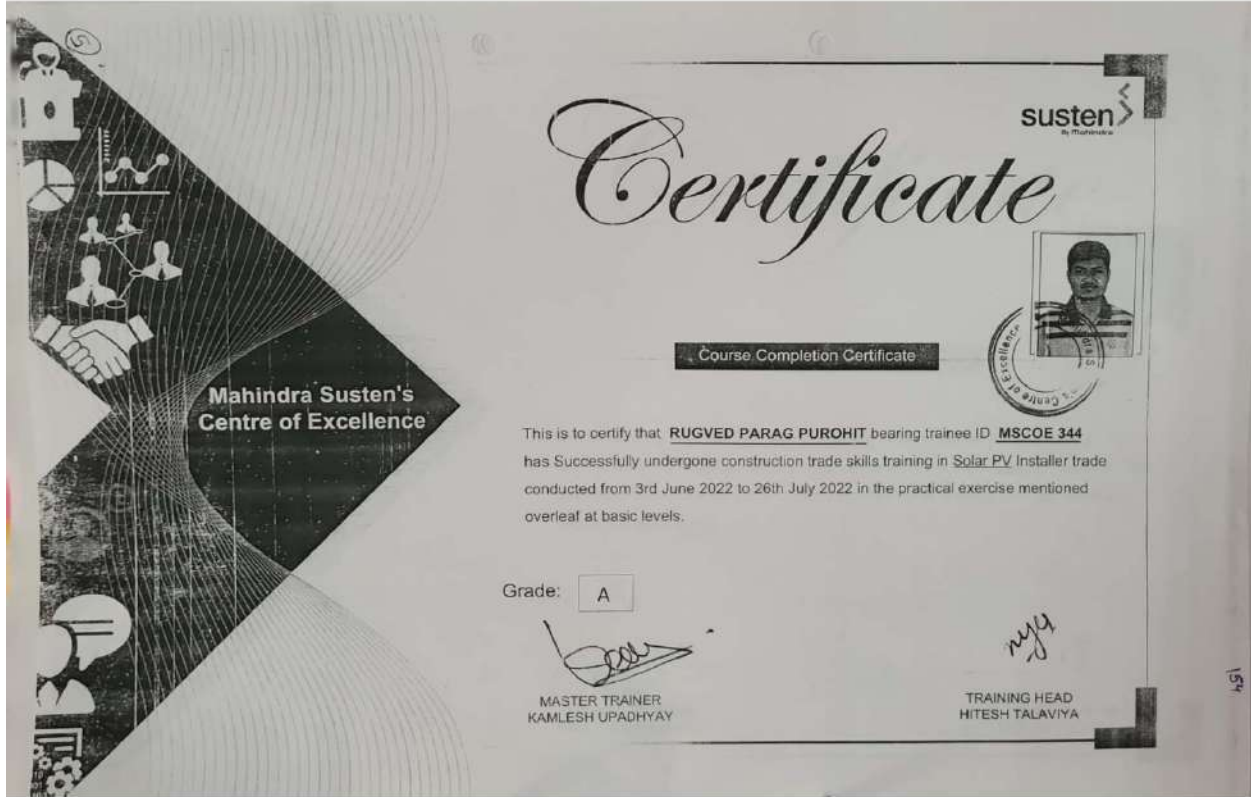 5
susten
By Mahindra
Certificate
Course Completion Certificate
Mahindra Susten's
Centre of Excellence
This is to certify that RUGVED PARAG PUROHIT bearing trainee ID MSCOE 344
has Successfully undergone construction trade skills training in Solar PV Installer trade
conducted from 3rd June 2022 to 26th July 2022 in the practical exercise mentioned
overleaf at basic levels.
Grade: A
MASTER TRAINER
KAMLESH UPADHYAY
TRAINING HEAD
HITESH TALAVIYA
154